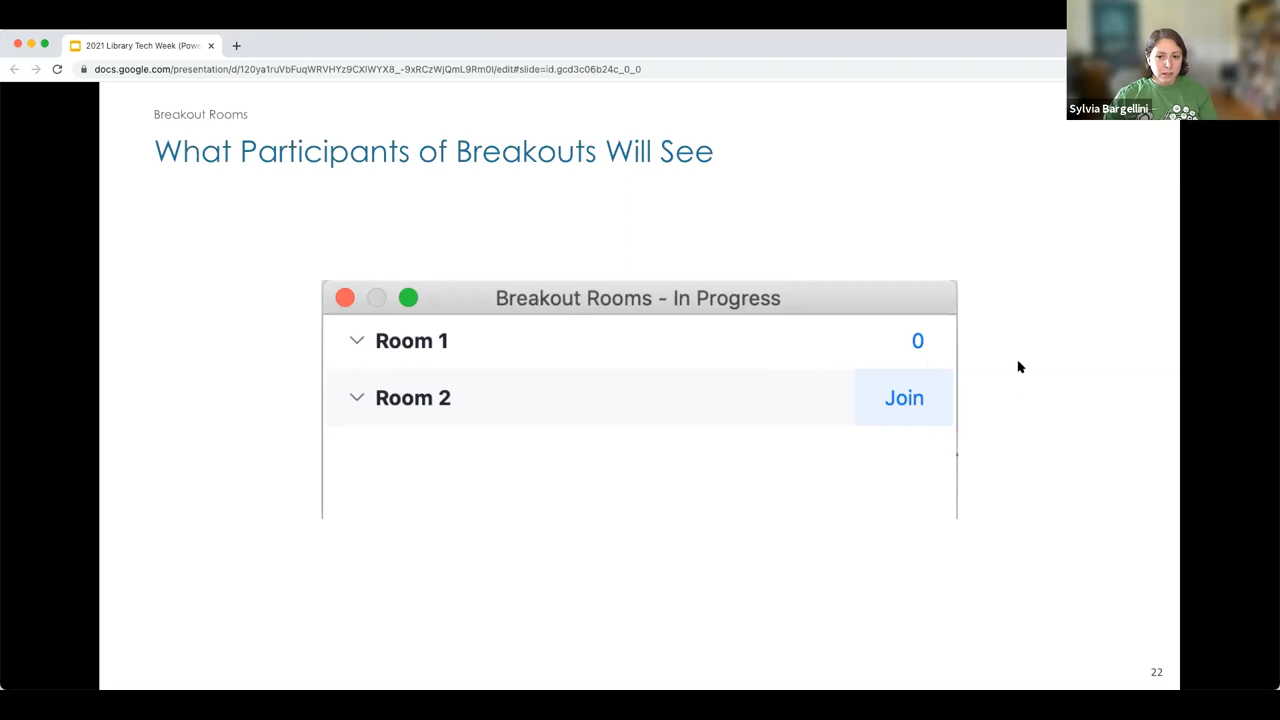 2021 Library Tech Week (Powe
docs.google.com/presentation/d/120ya1ruVbFuqWRVHYz9CXlWYX8_-9xRCzWjQmL9Rm0I/edit#slide=id.gcd3c06b24c_0_0
Sylvia Bargellini
Breakout Rooms
What Participants of Breakouts Will See
Breakout Rooms - In Progress
Room 1 0
Room 2 Join
22